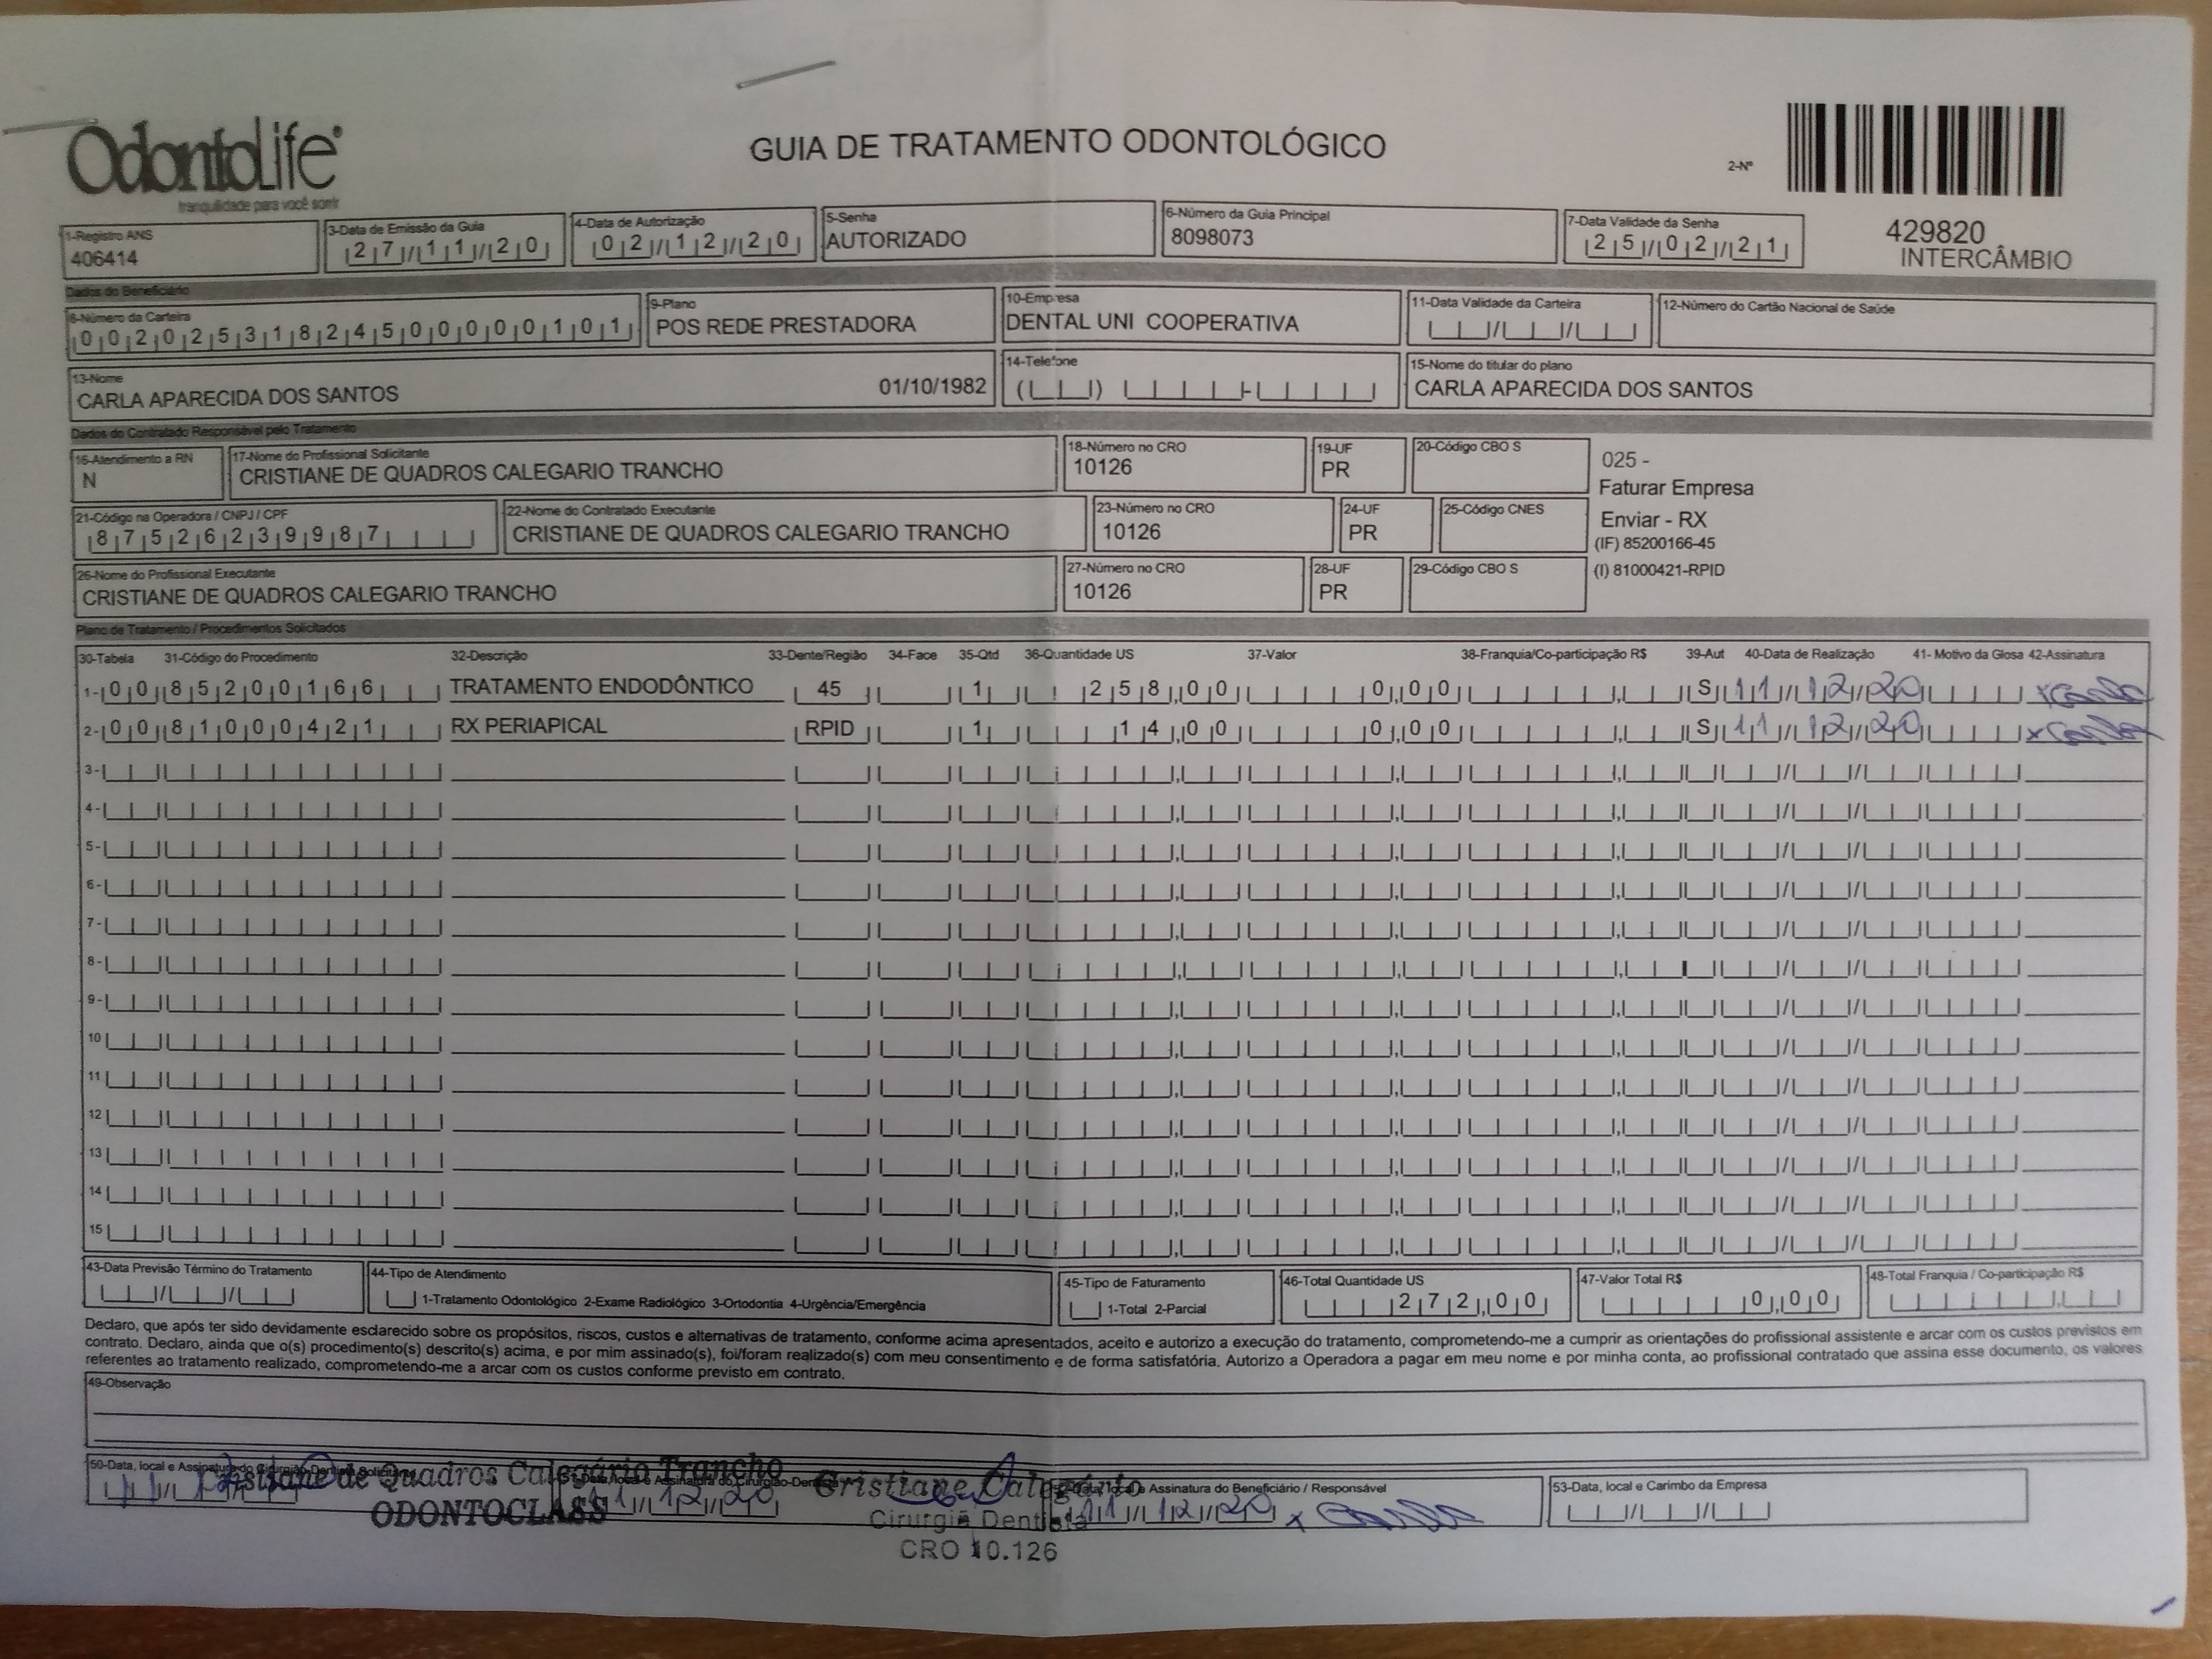 OdontoLife®
tranquilidade para você sorrir
GUIA DE TRATAMENTO ODONTOLÓGICO
2-Nº
429820
INTERCÂMBIO
1-Registro ANS
406414
3-Data de Emissão da Guia
27/11/20
4-Data de Autorização
02/12/20
5-Senha
AUTORIZADO
6-Número da Guia Principal
8098073
7-Data Validade da Senha
25/02/21
Dados do Beneficiário
8-Número da Carteira
00202531824500000101
9-Plano
POS REDE PRESTADORA
10-Empresa
DENTAL UNI COOPERATIVA
11-Data Validade da Carteira
12-Número do Cartão Nacional de Saúde
13-Nome
CARLA APARECIDA DOS SANTOS 01/10/1982
14-Telefone
15-Nome do titular do plano
CARLA APARECIDA DOS SANTOS
Dados do Contratado Responsável pelo Tratamento
16-Atendimento a RN
N
17-Nome do Profissional Solicitante
CRISTIANE DE QUADROS CALEGARIO TRANCHO
18-Número no CRO
10126
19-UF
PR
20-Código CBO S
025 -
Faturar Empresa
Enviar - RX
(IF) 85200166-45
(I) 81000421-RPID
21-Código na Operadora / CNPJ / CPF
87526239987
22-Nome do Contratado Executante
CRISTIANE DE QUADROS CALEGARIO TRANCHO
23-Número no CRO
10126
24-UF
PR
25-Código CNES
26-Nome do Profissional Executante
CRISTIANE DE QUADROS CALEGARIO TRANCHO
27-Número no CRO
10126
28-UF
PR
29-Código CBO S
Plano de Tratamento / Procedimentos Solicitados
30-Tabela 31-Código do Procedimento 32-Descrição 33-Dente/Região 34-Face 35-Qtd 36-Quantidade US 37-Valor 38-Franquia/Co-participação R$ 39-Aut 40-Data de Realização 41- Motivo da Glosa 42-Assinatura
1- 00 85200166 TRATAMENTO ENDODÔNTICO 45 1 258,00 0,00 S 11/12/20 x Carla
2- 00 81000421 RX PERIAPICAL RPID 1 14,00 0,00 S 11/12/20 x Carla
3-
4-
5-
6-
7-
8-
9-
10
11
12
13
14
15
43-Data Previsão Término do Tratamento
44-Tipo de Atendimento
1-Tratamento Odontológico 2-Exame Radiológico 3-Ortodontia 4-Urgência/Emergência
45-Tipo de Faturamento
1-Total 2-Parcial
46-Total Quantidade US
272,00
47-Valor Total R$
0,00
48-Total Franquia / Co-participação R$
Declaro, que após ter sido devidamente esclarecido sobre os propósitos, riscos, custos e alternativas de tratamento, conforme acima apresentados, aceito e autorizo a execução do tratamento, comprometendo-me a cumprir as orientações do profissional assistente e arcar com os custos previstos em
contrato. Declaro, ainda que o(s) procedimento(s) descrito(s) acima, e por mim assinado(s), foi/foram realizado(s) com meu consentimento e de forma satisfatória. Autorizo a Operadora a pagar em meu nome e por minha conta, ao profissional contratado que assina esse documento, os valores
referentes ao tratamento realizado, comprometendo-me a arcar com os custos conforme previsto em contrato.
49-Observação
50-Data, local e Assinatura do Cirurgião-Dentista Solicitante
Cristiane de Quadros Calegário Trancho
ODONTOCLASS
11/12/20
Cristiane Calegário
Cirurgiã Dentista
CRO 10.126
Assinatura do Beneficiário / Responsável
11/12/20 x Carla
53-Data, local e Carimbo da Empresa